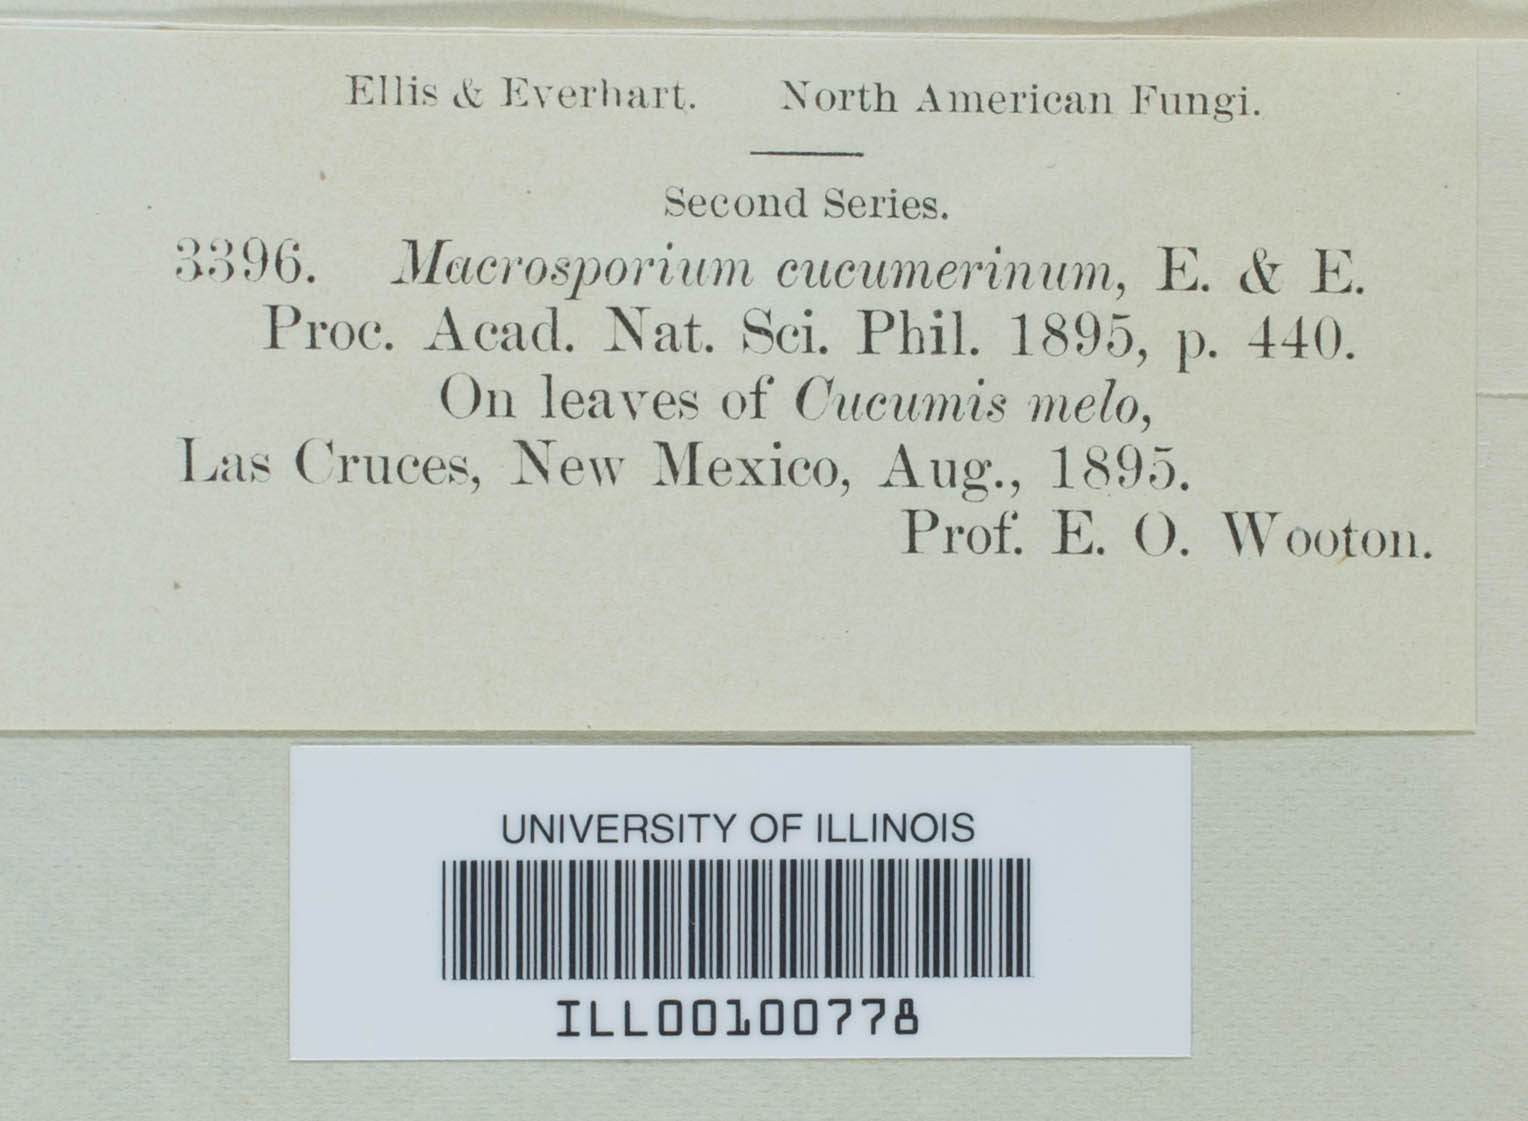 Ellis & Everhart. North American Fungi.
Second Series.
3396. Macrosporium cucumerinum, E. & E.
Proc. Acad. Nat. Sci. Phil. 1895, p. 440.
On leaves of Cucumis melo,
Las Cruces, New Mexico, Aug., 1895.
Prof. E. O. Wooton.
UNIVERSITY OF ILLINOIS
ILL00100778